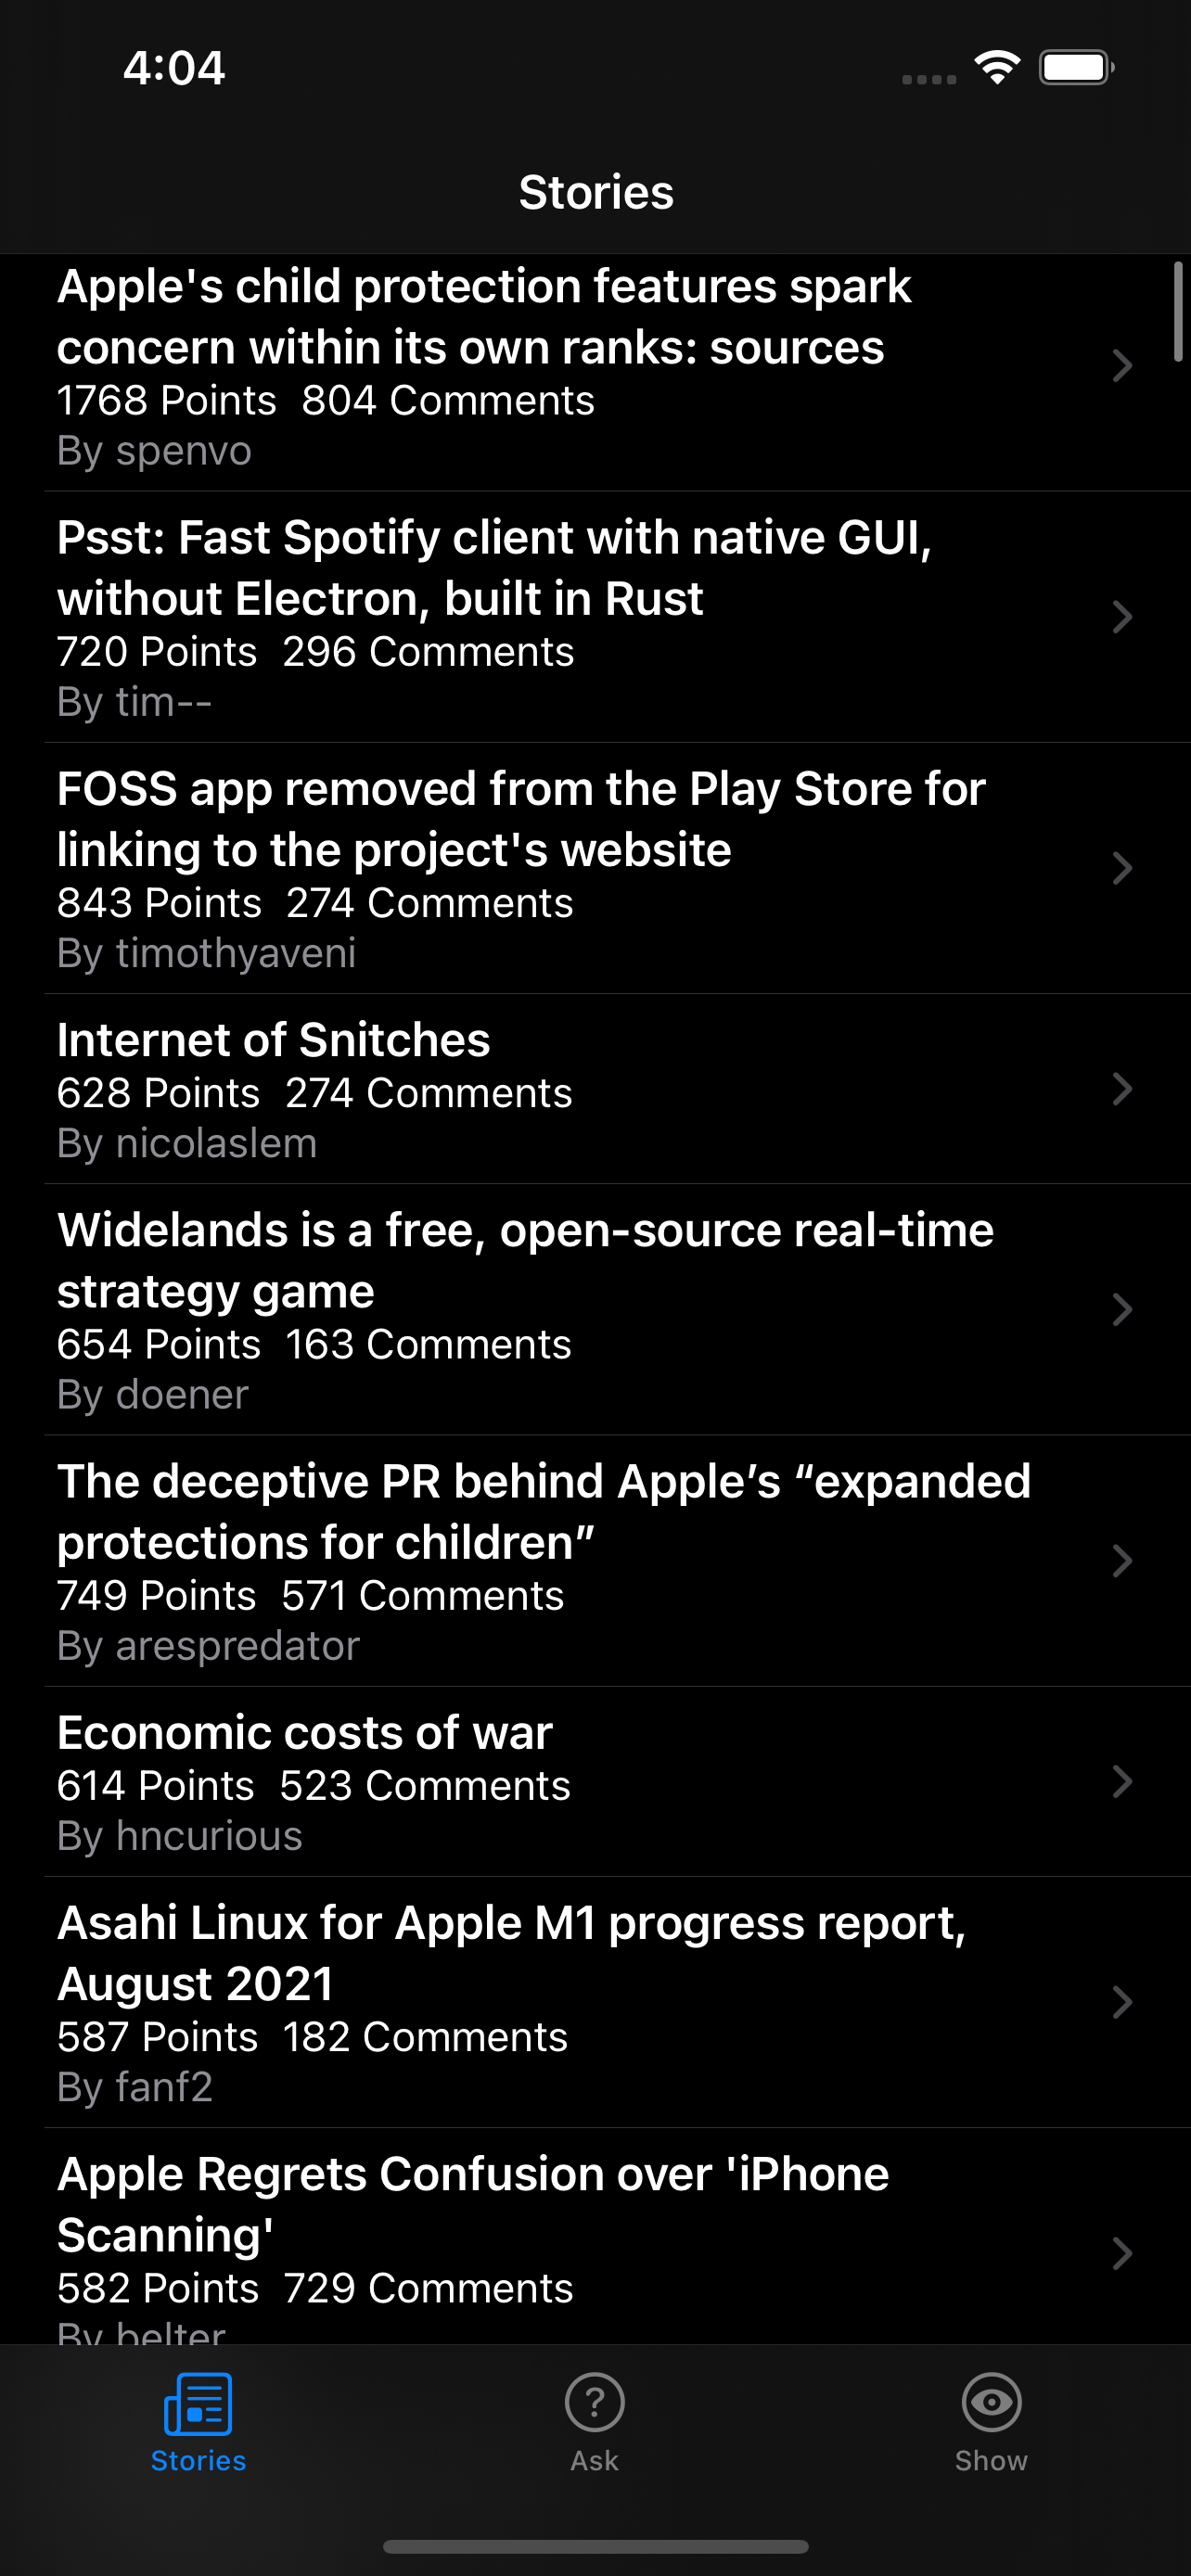 4:04
Stories
Apple's child protection features spark
concern within its own ranks: sources
1768 Points  804 Comments
By spenvo
Psst: Fast Spotify client with native GUI,
without Electron, built in Rust
720 Points  296 Comments
By tim--
FOSS app removed from the Play Store for
linking to the project's website
843 Points  274 Comments
By timothyaveni
Internet of Snitches
628 Points  274 Comments
By nicolaslem
Widelands is a free, open-source real-time
strategy game
654 Points  163 Comments
By doener
The deceptive PR behind Apple’s “expanded
protections for children”
749 Points  571 Comments
By arespredator
Economic costs of war
614 Points  523 Comments
By hncurious
Asahi Linux for Apple M1 progress report,
August 2021
587 Points  182 Comments
By fanf2
Apple Regrets Confusion over 'iPhone
Scanning'
582 Points  729 Comments
By belter
Stories
Ask
Show